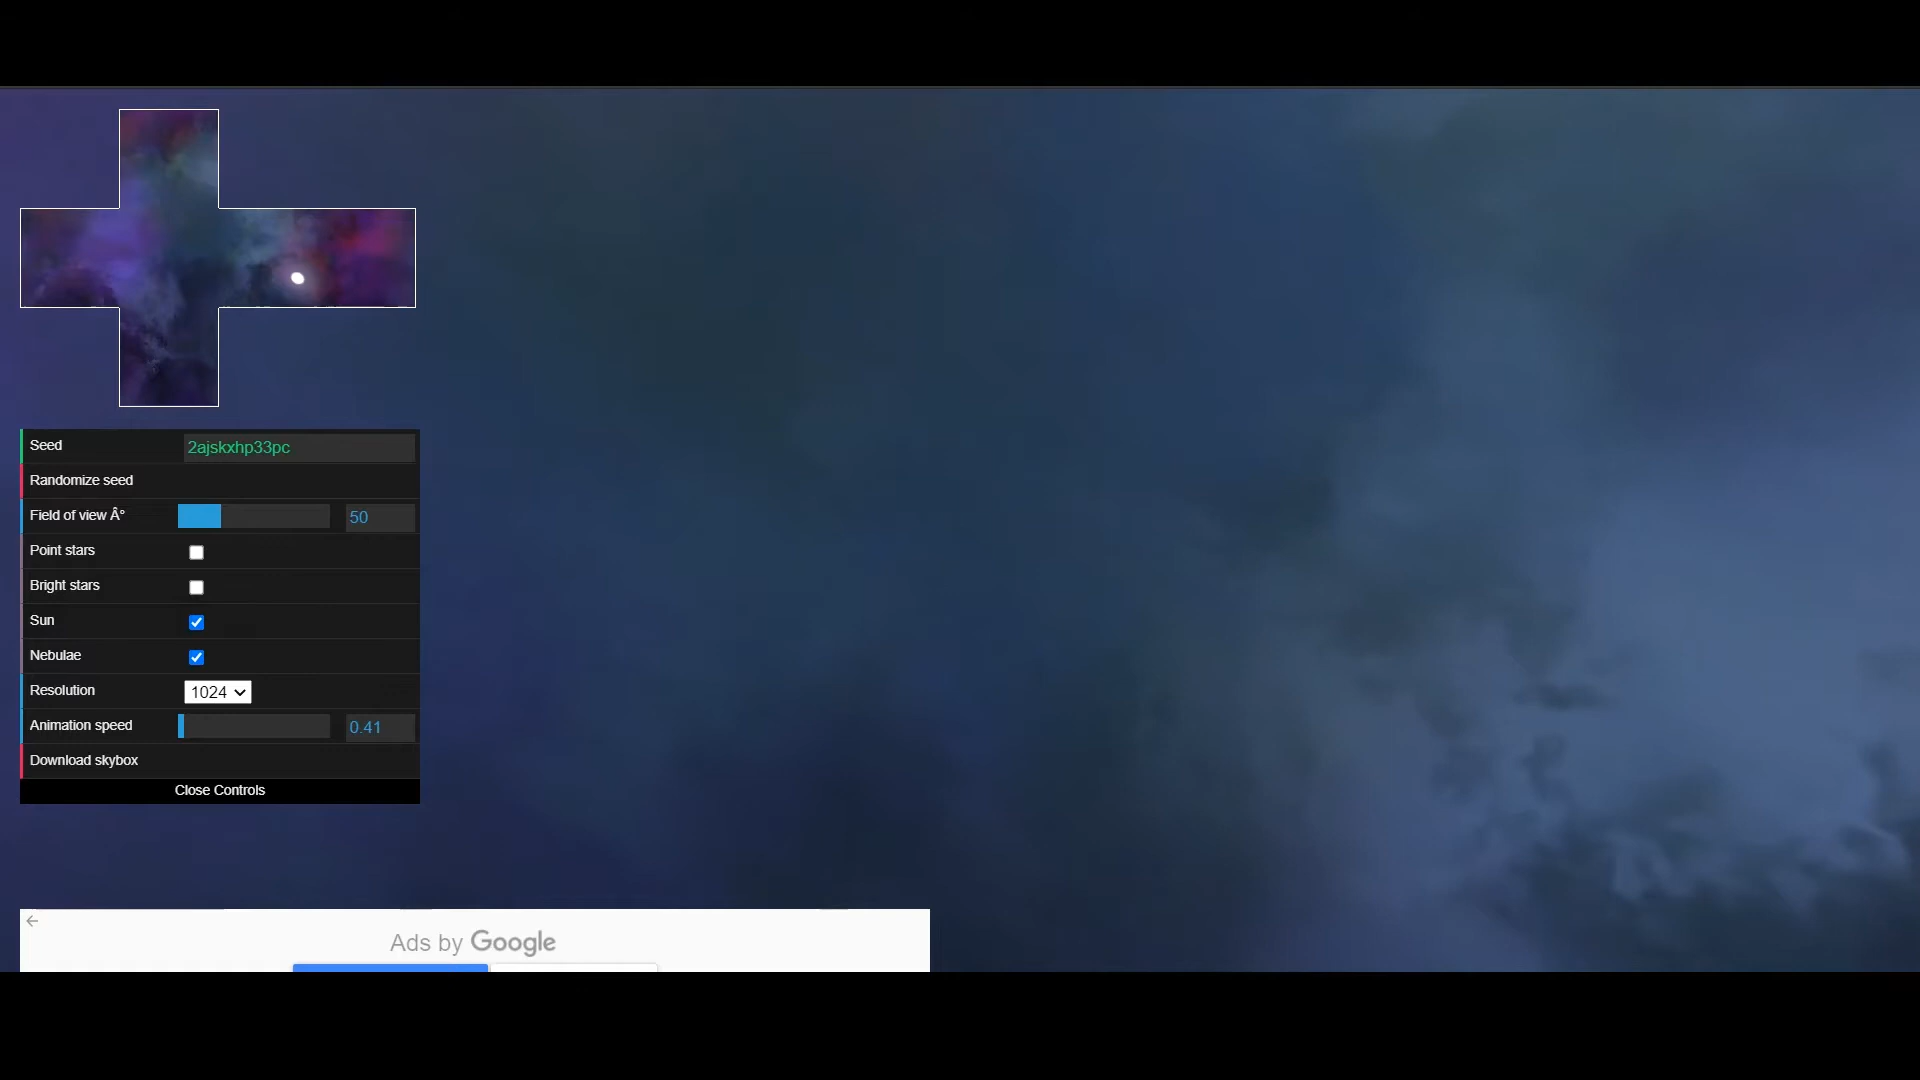 Seed 2ajskxhp33pc
Randomize seed
Field of view Â° 50
Point stars
Bright stars
Sun
Nebulae
Resolution 1024
Animation speed 0.41
Download skybox
Close Controls
Ads by Google